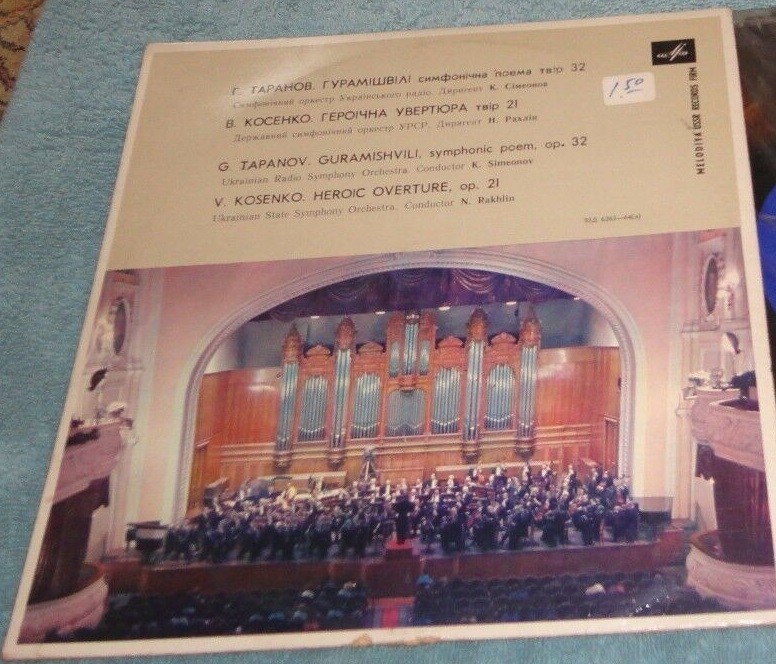 Г. ТАРАНОВ. ГУРАМІШВІЛІ симфонічна поема твір 32
Симфонічний оркестр Українського радіо. Диригент К. Сімеонов
В. КОСЕНКО. ГЕРОЇЧНА УВЕРТЮРА твір 21
Державний симфонічний оркестр УРСР. Диригент Н. Рахлін
G. TAPANOV. GURAMISHVILI, symphonic poem, op. 32
Ukrainian Radio Symphony Orchestra. Conductor K. Simeonov
V. KOSENKO. HEROIC OVERTURE, op. 21
Ukrainian State Symphony Orchestra. Conductor N. Rakhlin
1.50
MELODIYA USSR RECORDS FIRM